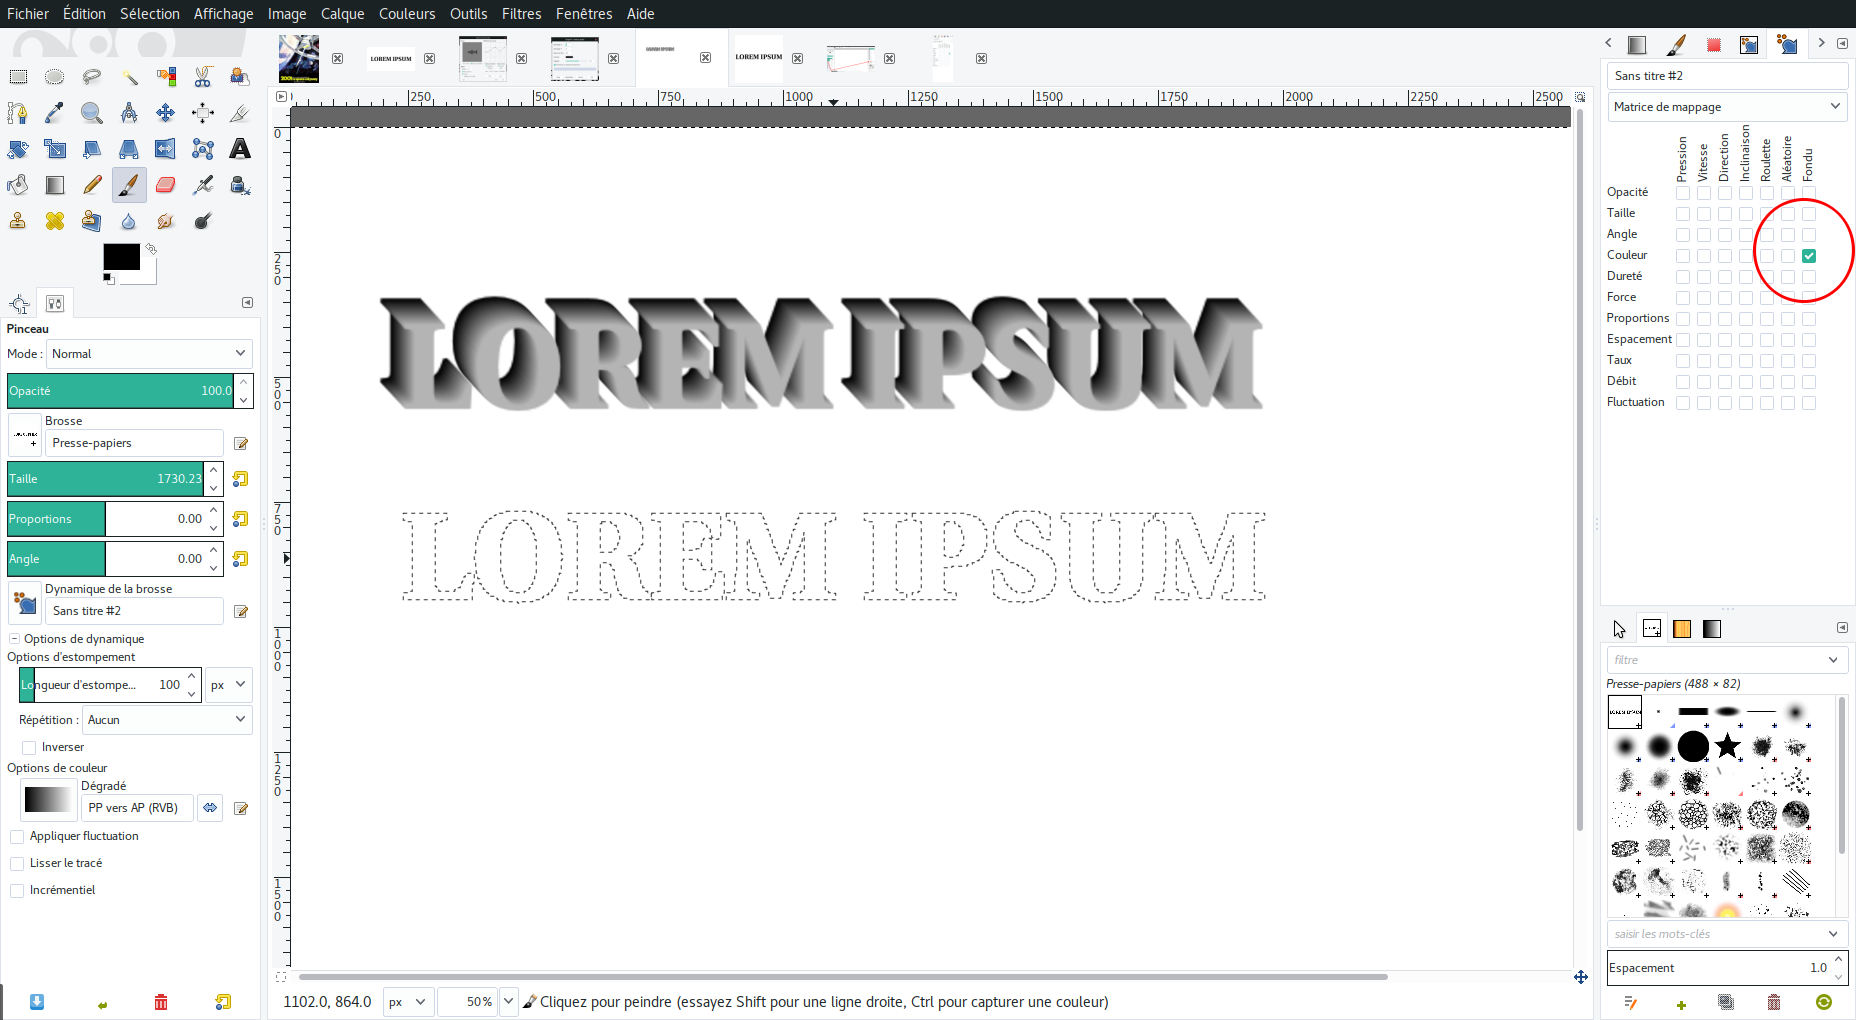 Fichier Édition Sélection Affichage Image Calque Couleurs Outils Filtres Fenêtres Aide
2001
LOREM IPSUM
LOREM IPSUM
250 500 750 1000 1250 1500 1750 2000 2250 2500
0
250
500
750
1000
1250
1500
Pinceau
Mode : Normal
Opacité 100.0
Brosse
Presse-papiers
Taille 1730.23
Proportions 0.00
Angle 0.00
Dynamique de la brosse
Sans titre #2
Options de dynamique
Options d'estompement
Longueur d'estompe... 100 px
Répétition : Aucun
Inverser
Options de couleur
Dégradé
PP vers AP (RVB)
Appliquer fluctuation
Lisser le tracé
Incrémentiel
LOREM IPSUM
LOREM IPSUM
1102.0, 864.0 px 50 % Cliquez pour peindre (essayez Shift pour une ligne droite, Ctrl pour capturer une couleur)
Sans titre #2
Matrice de mappage
Pression Vitesse Direction Inclinaison Roulette Aléatoire Fondu
Opacité
Taille
Angle
Couleur
Dureté
Force
Proportions
Espacement
Taux
Débit
Fluctuation
filtre
Presse-papiers (488 × 82)
LOREM IPSUM
saisir les mots-clés
Espacement 1.0